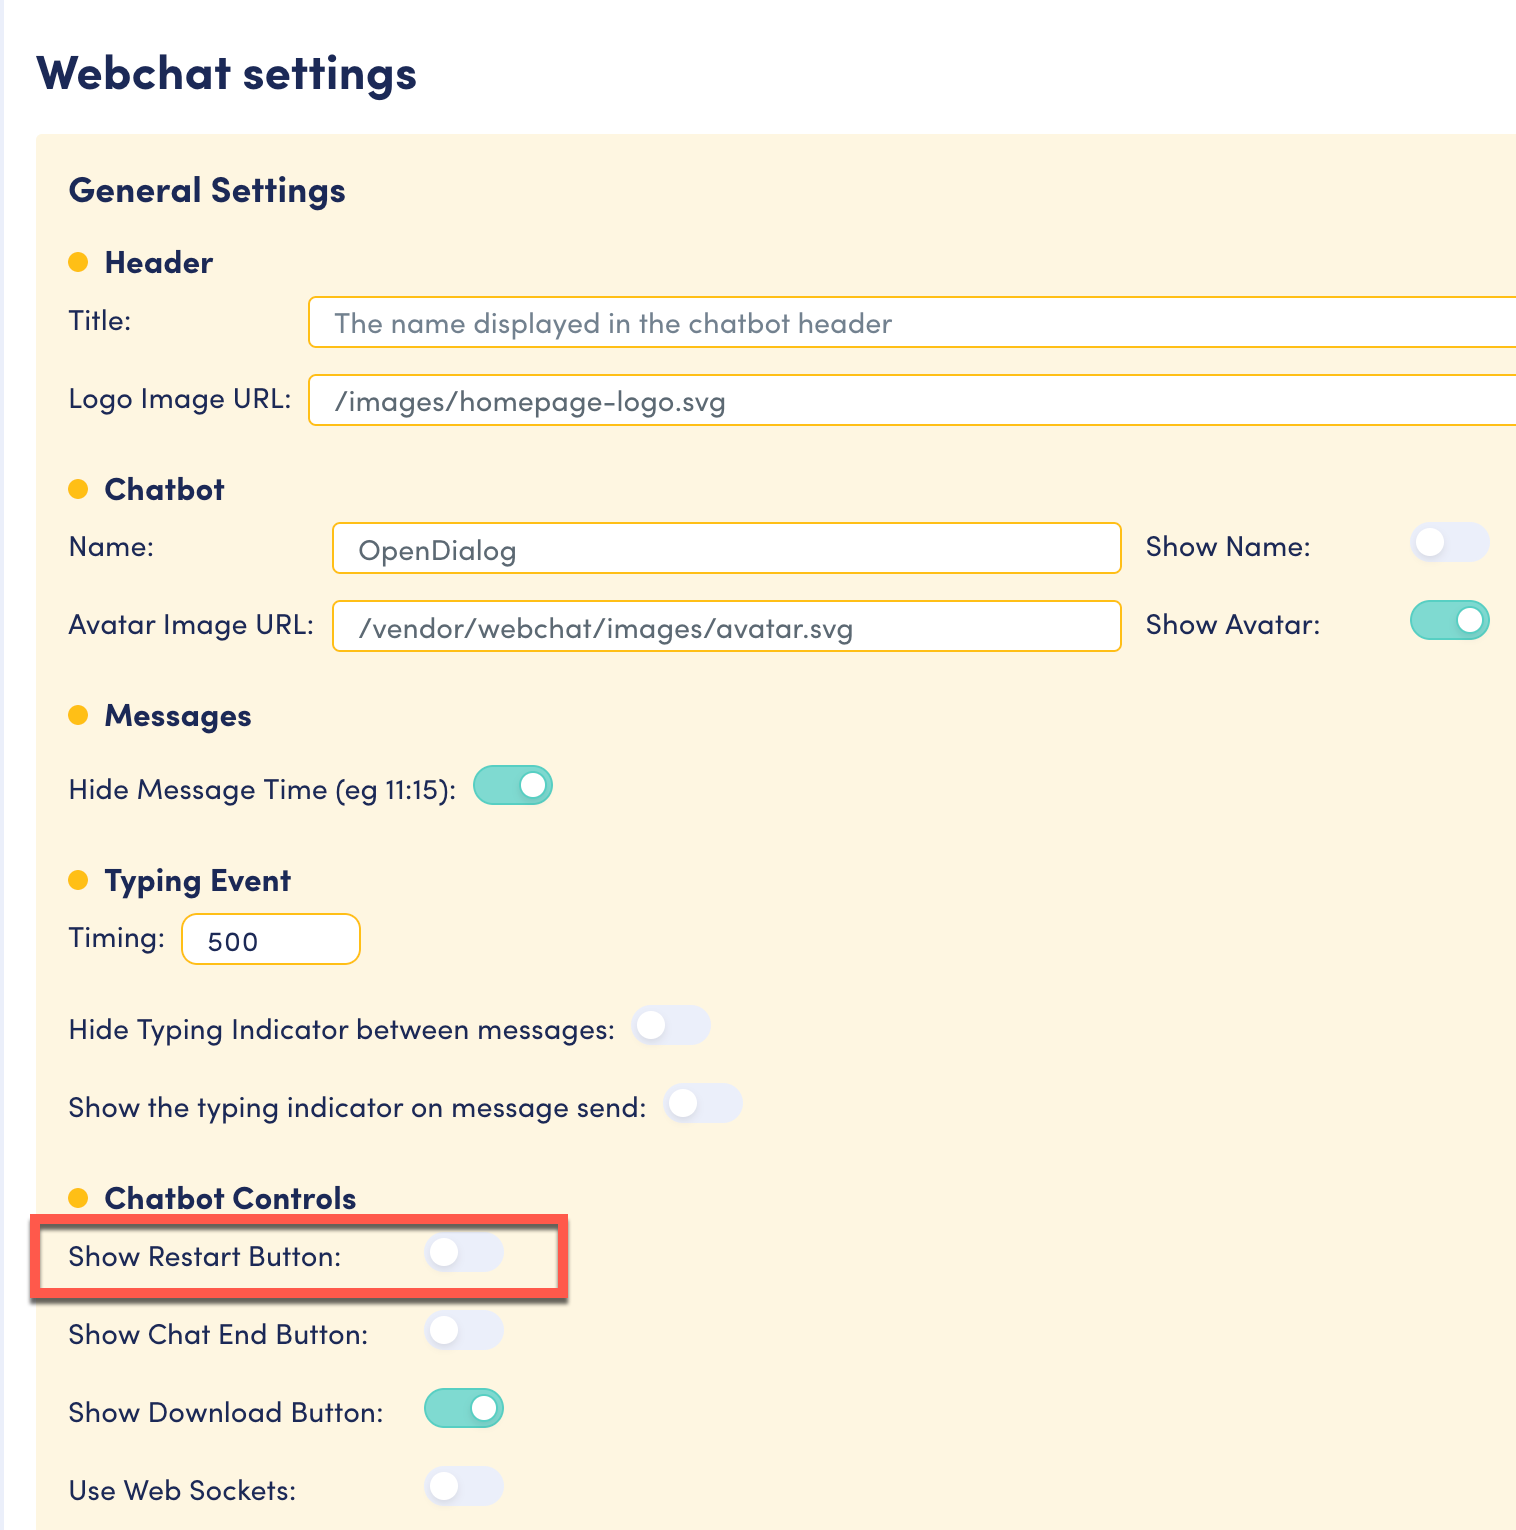 Webchat settings
General Settings
Header
Title: The name displayed in the chatbot header
Logo Image URL: /images/homepage-logo.svg
Chatbot
Name: OpenDialog Show Name:
Avatar Image URL: /vendor/webchat/images/avatar.svg Show Avatar:
Messages
Hide Message Time (eg 11:15):
Typing Event
Timing: 500
Hide Typing Indicator between messages:
Show the typing indicator on message send:
Chatbot Controls
Show Restart Button:
Show Chat End Button:
Show Download Button:
Use Web Sockets: